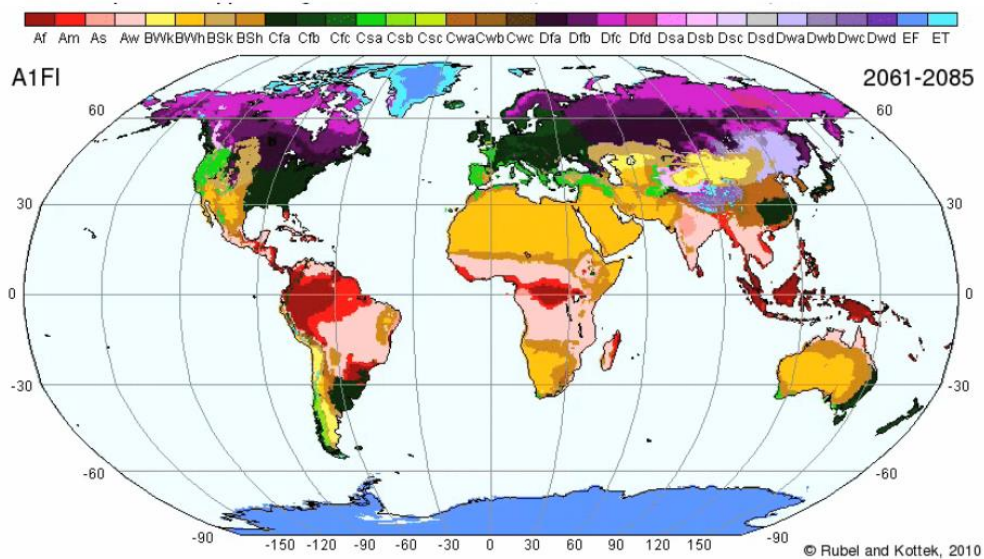 Af Am As Aw BWk BWh BSk BSh Cfa Cfb Cfc Csa Csb Csc Cwa Cwb Cwc Dfa Dfb Dfc Dfd Dsa Dsb Dsc Dsd Dwa Dwb Dwc Dwd EF ET
A1FI 2061-2085
60 60
30 30
0 0
-30 -30
-60 -60
-90 -150 -120 -90 -60 -30 0 30 60 90 120 150 -90
© Rubel and Kottek, 2010